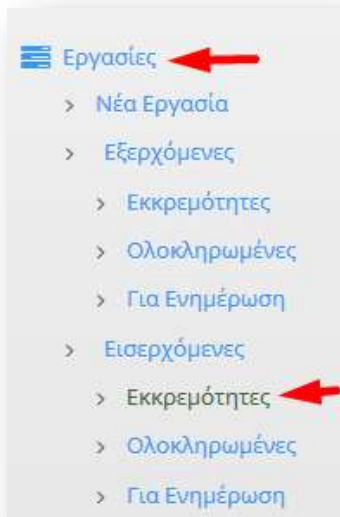 Εργασίες
Νέα Εργασία
Εξερχόμενες
Εκκρεμότητες
Ολοκληρωμένες
Για Ενημέρωση
Εισερχόμενες
Εκκρεμότητες
Ολοκληρωμένες
Για Ενημέρωση